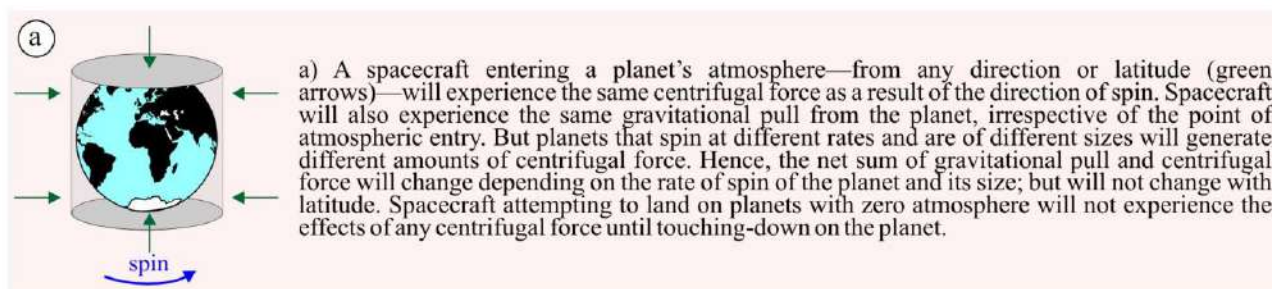 a
a) A spacecraft entering a planet's atmosphere—from any direction or latitude (green
arrows)—will experience the same centrifugal force as a result of the direction of spin. Spacecraft
will also experience the same gravitational pull from the planet, irrespective of the point of
atmospheric entry. But planets that spin at different rates and are of different sizes will generate
different amounts of centrifugal force. Hence, the net sum of gravitational pull and centrifugal
force will change depending on the rate of spin of the planet and its size; but will not change with
latitude. Spacecraft attempting to land on planets with zero atmosphere will not experience the
effects of any centrifugal force until touching-down on the planet.
spin